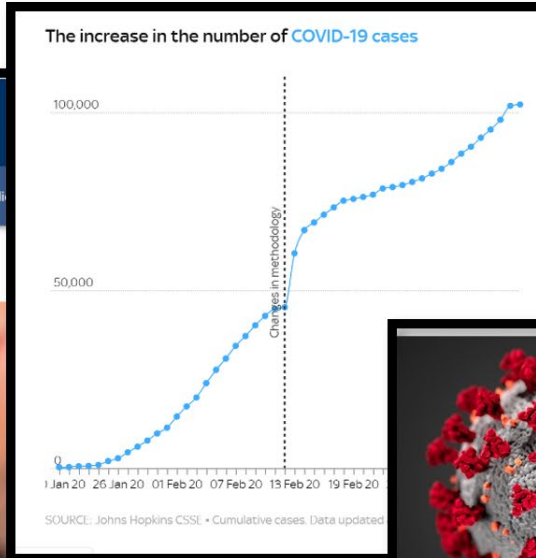 The increase in the number of COVID-19 cases
100,000
50,000
Changes in methodology
0
Jan 20 26 Jan 20 01 Feb 20 07 Feb 20 13 Feb 20 19 Feb 20
SOURCE: Johns Hopkins CSSE • Cumulative cases. Data updated